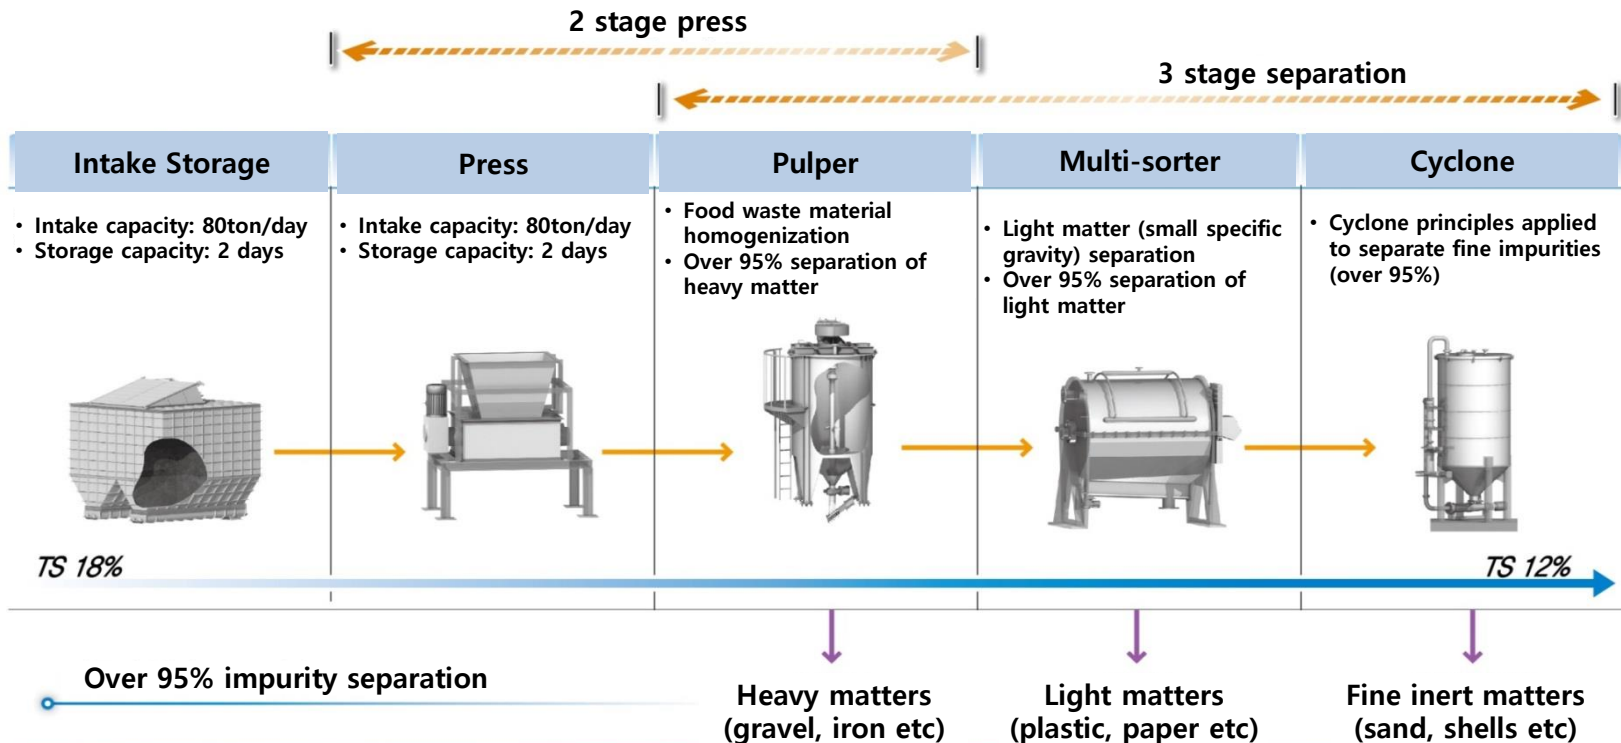 2 stage press
3 stage separation
Intake Storage
Press
Pulper
Multi-sorter
Cyclone
• Intake capacity: 80ton/day
• Storage capacity: 2 days
• Intake capacity: 80ton/day
• Storage capacity: 2 days
• Food waste material
homogenization
• Over 95% separation of
heavy matter
• Light matter (small specific
gravity) separation
• Over 95% separation of
light matter
• Cyclone principles applied
to separate fine impurities
(over 95%)
TS 18%
TS 12%
Over 95% impurity separation
Heavy matters
(gravel, iron etc)
Light matters
(plastic, paper etc)
Fine inert matters
(sand, shells etc)